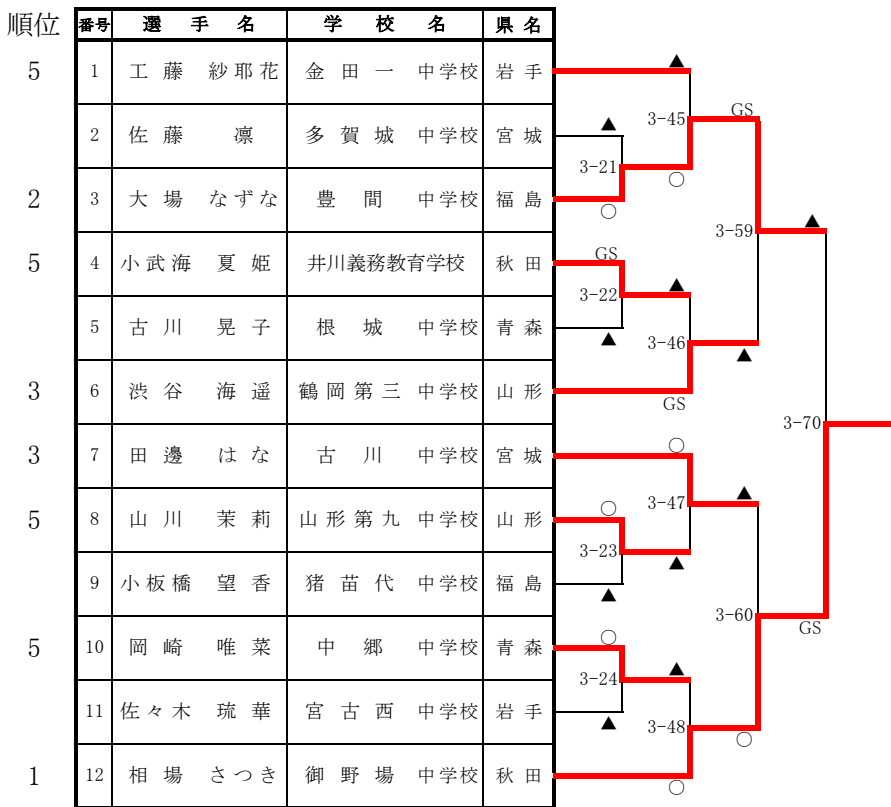 順位 番号 選手名 学校名 県名
5 1 工藤 紗耶花 金田一 中学校 岩手 ▲
3-45 GS
2 佐藤 凛 多賀城 中学校 宮城 ▲
3-21 ○
2 3 大場 なずな 豊間 中学校 福島 ○
3-59 ▲
5 4 小武海 夏姫 井川義務教育学校 秋田 GS
3-22 ▲
5 古川 晃子 根城 中学校 青森 ▲
3-46 ▲
3 6 渋谷 海遥 鶴岡第三 中学校 山形 GS
3-70
3 7 田邊 はな 古川 中学校 宮城 ○
3-47 ▲
5 8 山川 茉莉 山形第九 中学校 山形 ○
3-23 ▲
9 小板橋 望香 猪苗代 中学校 福島 ▲
3-60 GS
5 10 岡崎 唯菜 中郷 中学校 青森 ○
3-24 ▲
11 佐々木 琉華 宮古西 中学校 岩手 ▲
3-48 ○
1 12 相場 さつき 御野場 中学校 秋田 ○